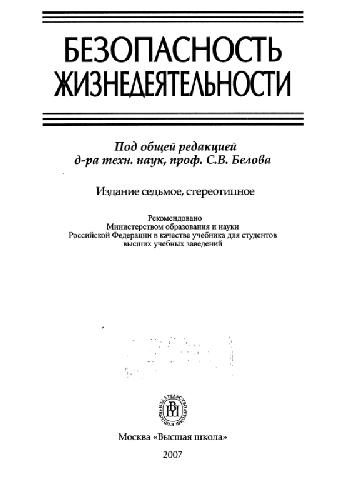 БЕЗОПАСНОСТЬ
ЖИЗНЕДЕЯТЕЛЬНОСТИ
Под общей редакцией
д-ра техн. наук, проф. С.В. Белова
Издание седьмое, стереотипное
Рекомендовано
Министерством образования и науки
Российской Федерации в качестве учебника для студентов
высших учебных заведений
Москва «Высшая школа»
2007